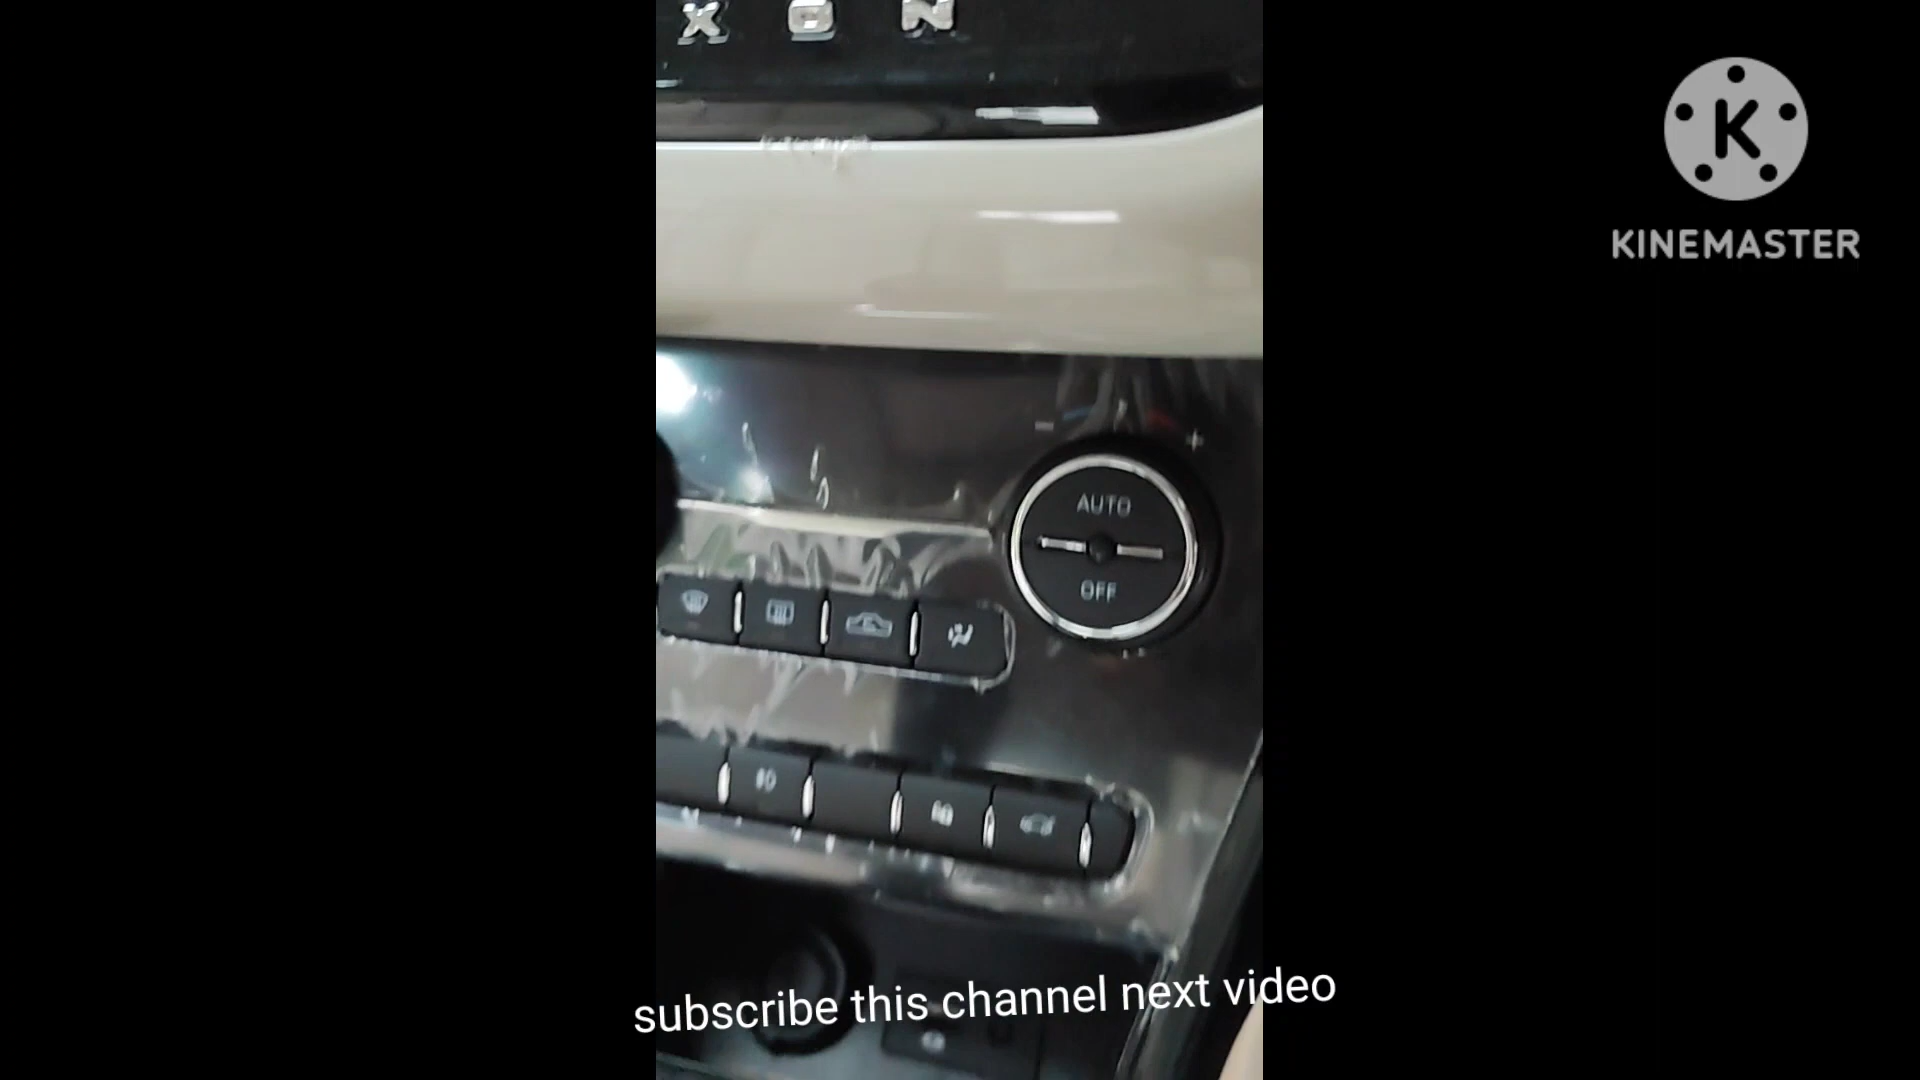 X O N
K
KINEMASTER
- +
AUTO
OFF
subscribe this channel next video